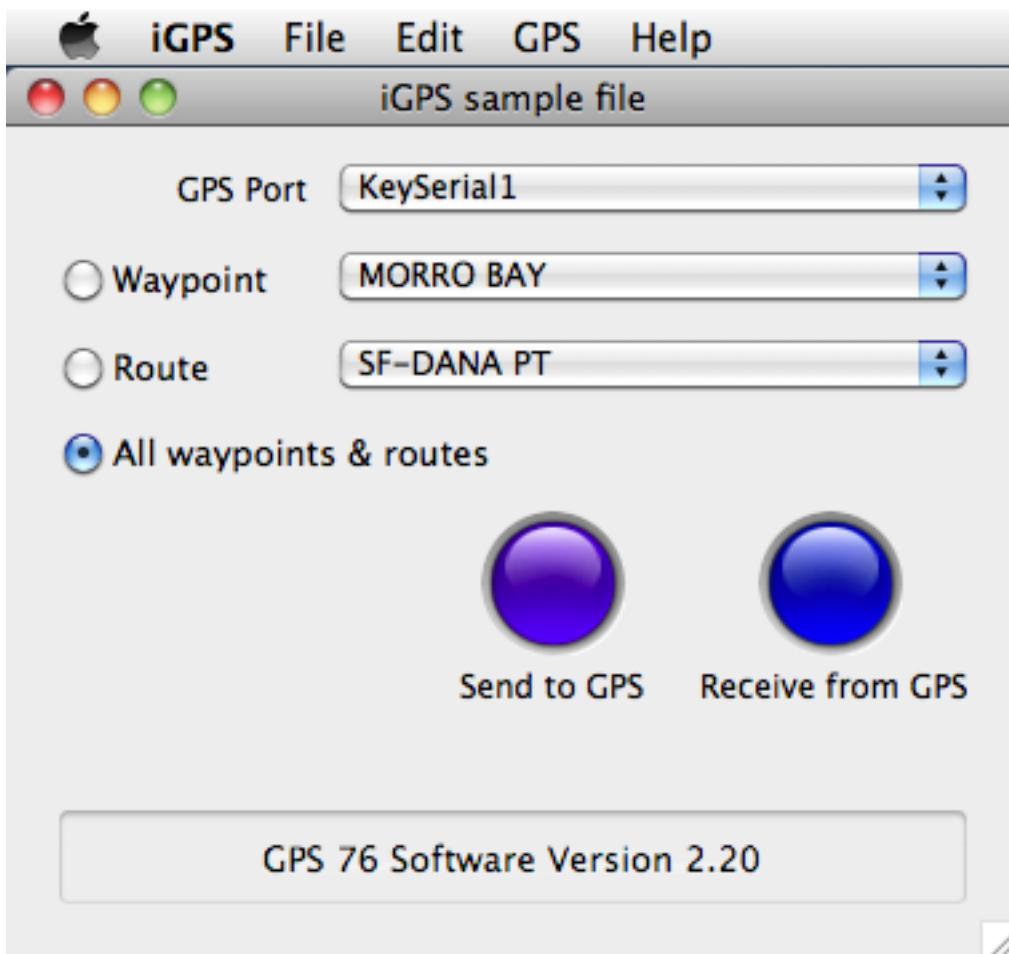 iGPS File Edit GPS Help
iGPS sample file
GPS Port KeySerial1
Waypoint MORRO BAY
Route SF-DANA PT
All waypoints & routes
Send to GPS Receive from GPS
GPS 76 Software Version 2.20